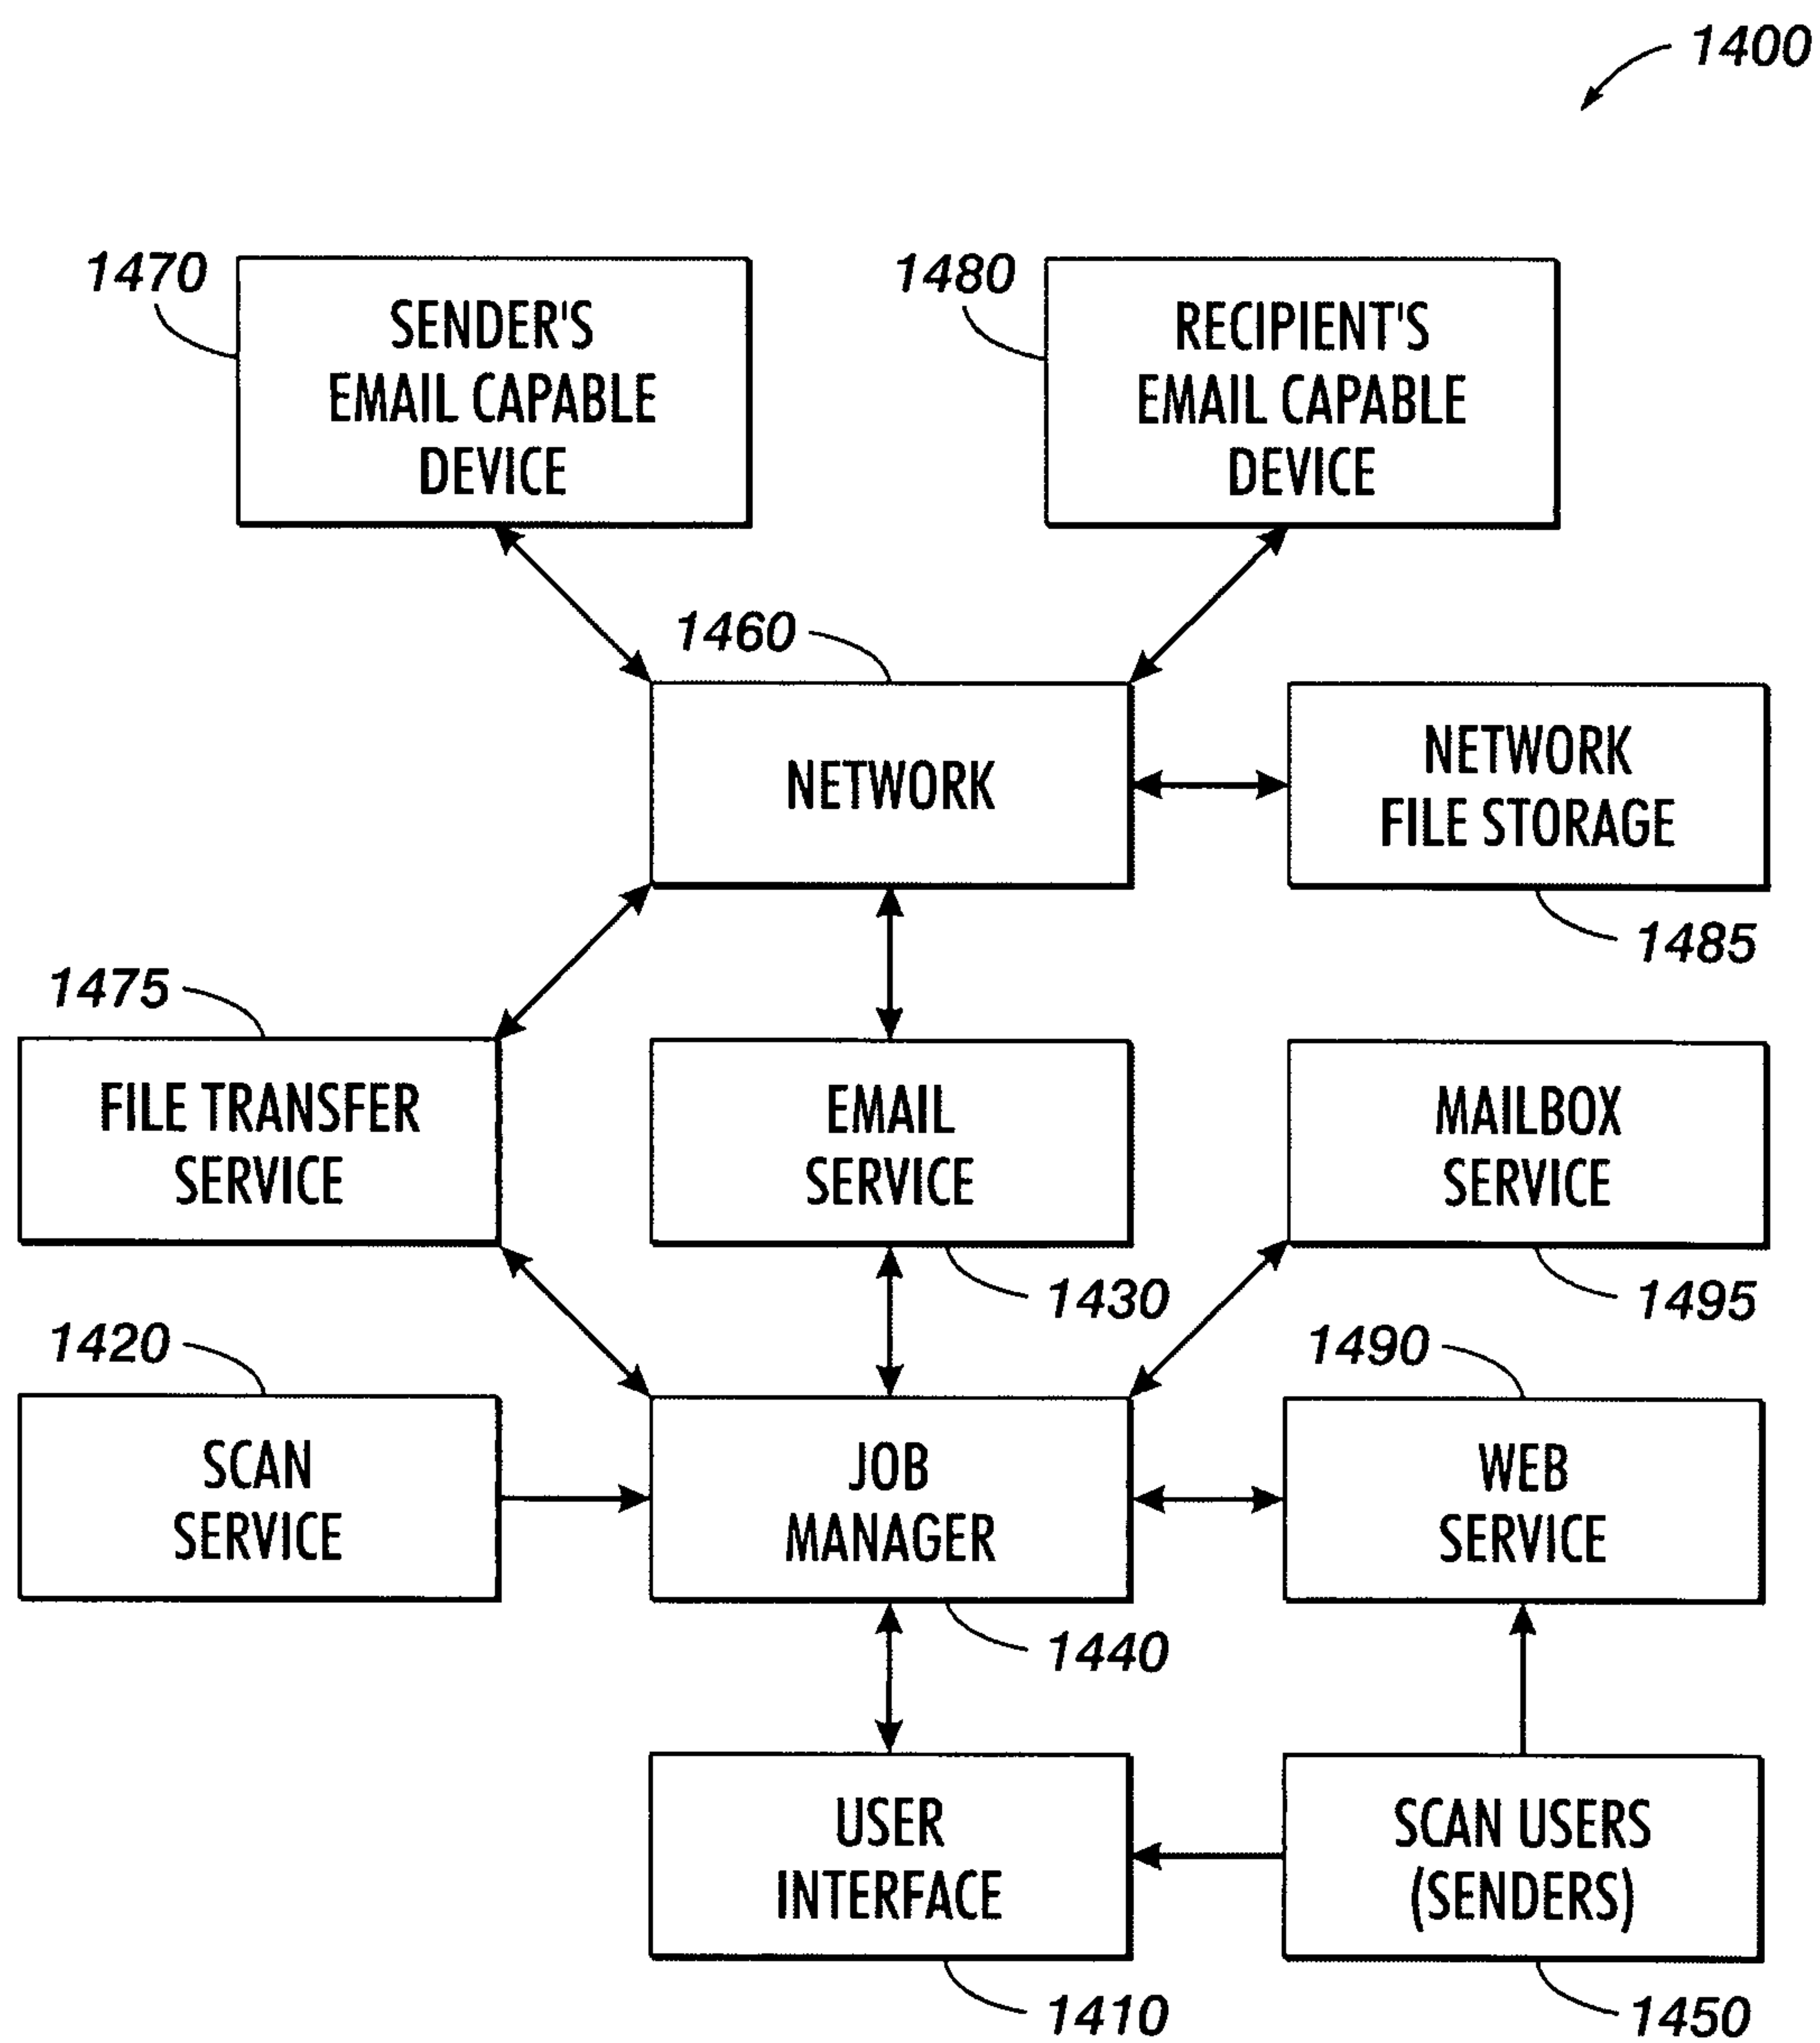 1400
1470
SENDER'S
EMAIL CAPABLE
DEVICE
1480
RECIPIENT'S
EMAIL CAPABLE
DEVICE
1460
NETWORK
NETWORK
FILE STORAGE
1485
1475
FILE TRANSFER
SERVICE
EMAIL
SERVICE
1430
MAILBOX
SERVICE
1495
1420
SCAN
SERVICE
JOB
MANAGER
1440
1490
WEB
SERVICE
USER
INTERFACE
1410
SCAN USERS
(SENDERS)
1450